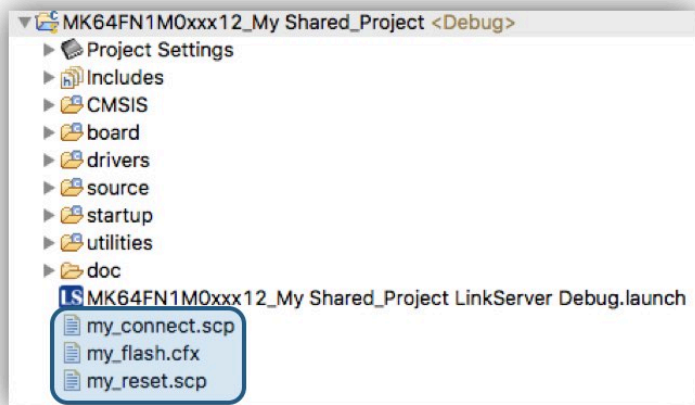 MK64FN1M0xxx12_My Shared_Project <Debug>
Project Settings
Includes
CMSIS
board
drivers
source
startup
utilities
doc
LS MK64FN1M0xxx12_My Shared_Project LinkServer Debug.launch
my_connect.scp
my_flash.cfx
my_reset.scp